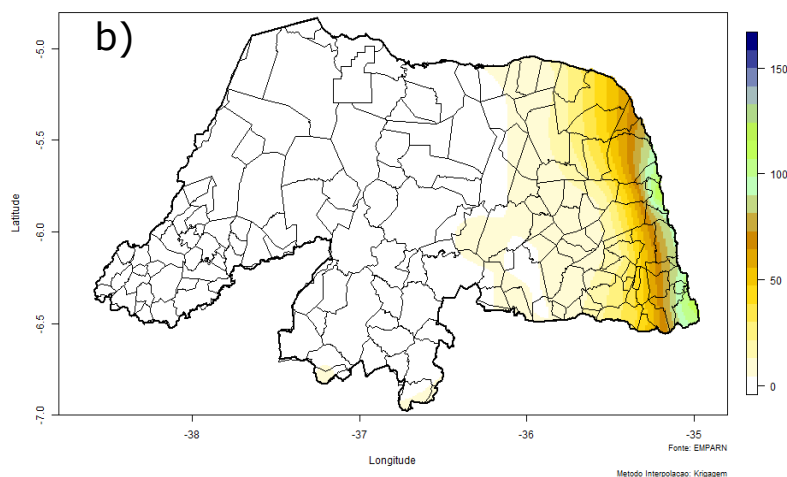 b)
-5.0
-5.5
-6.0
-6.5
-7.0
Latitude
-38
-37
-36
-35
Longitude
150
100
50
0
Fonte: EMPARN
Metodo Interpolacao: Krigagem